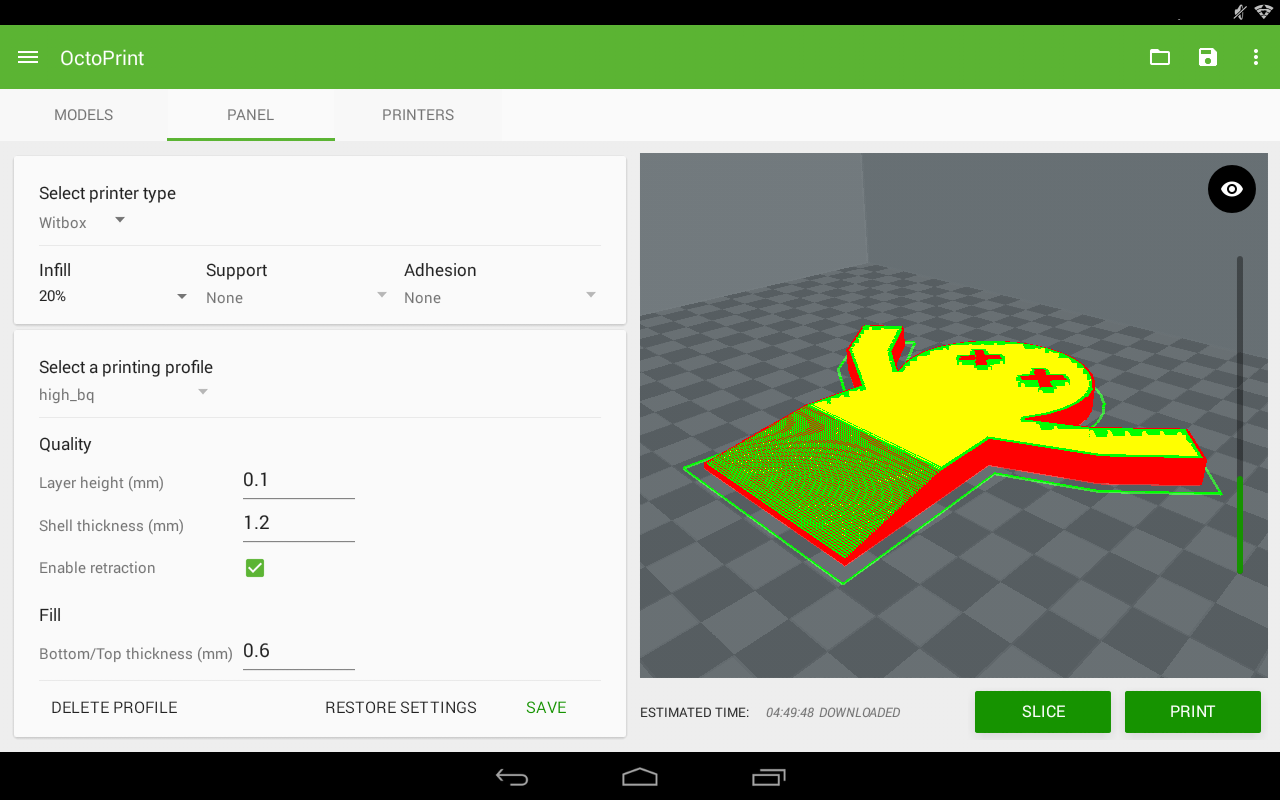 OctoPrint
MODELS PANEL PRINTERS
Select printer type
Witbox
Infill Support Adhesion
20% None None
Select a printing profile
high_bq
Quality
Layer height (mm) 0.1
Shell thickness (mm) 1.2
Enable retraction
Fill
Bottom/Top thickness (mm) 0.6
DELETE PROFILE RESTORE SETTINGS SAVE
ESTIMATED TIME: 04:49:48 DOWNLOADED SLICE PRINT